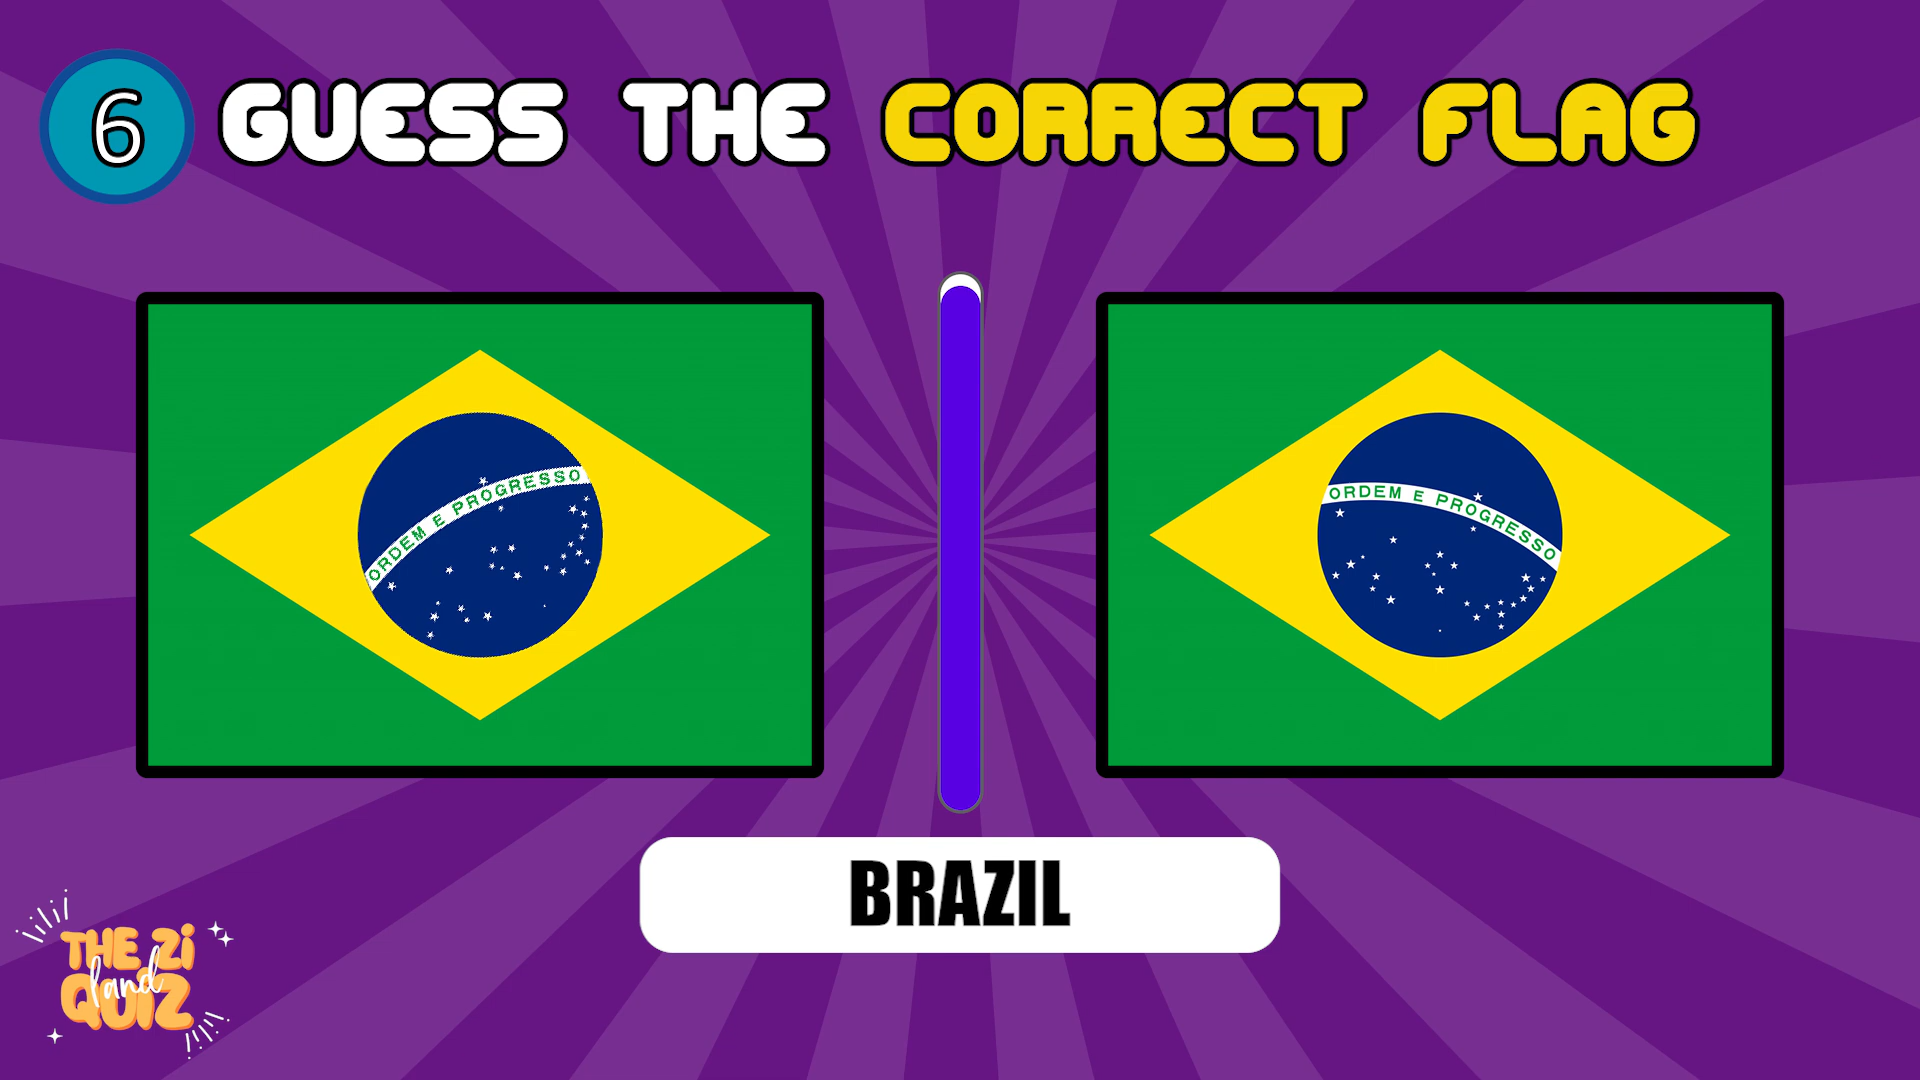 6 GUESS THE CORRECT FLAG
ORDEM E PROGRESSO
ORDEM E PROGRESSO
BRAZIL
THE Zi
land
QUiZ